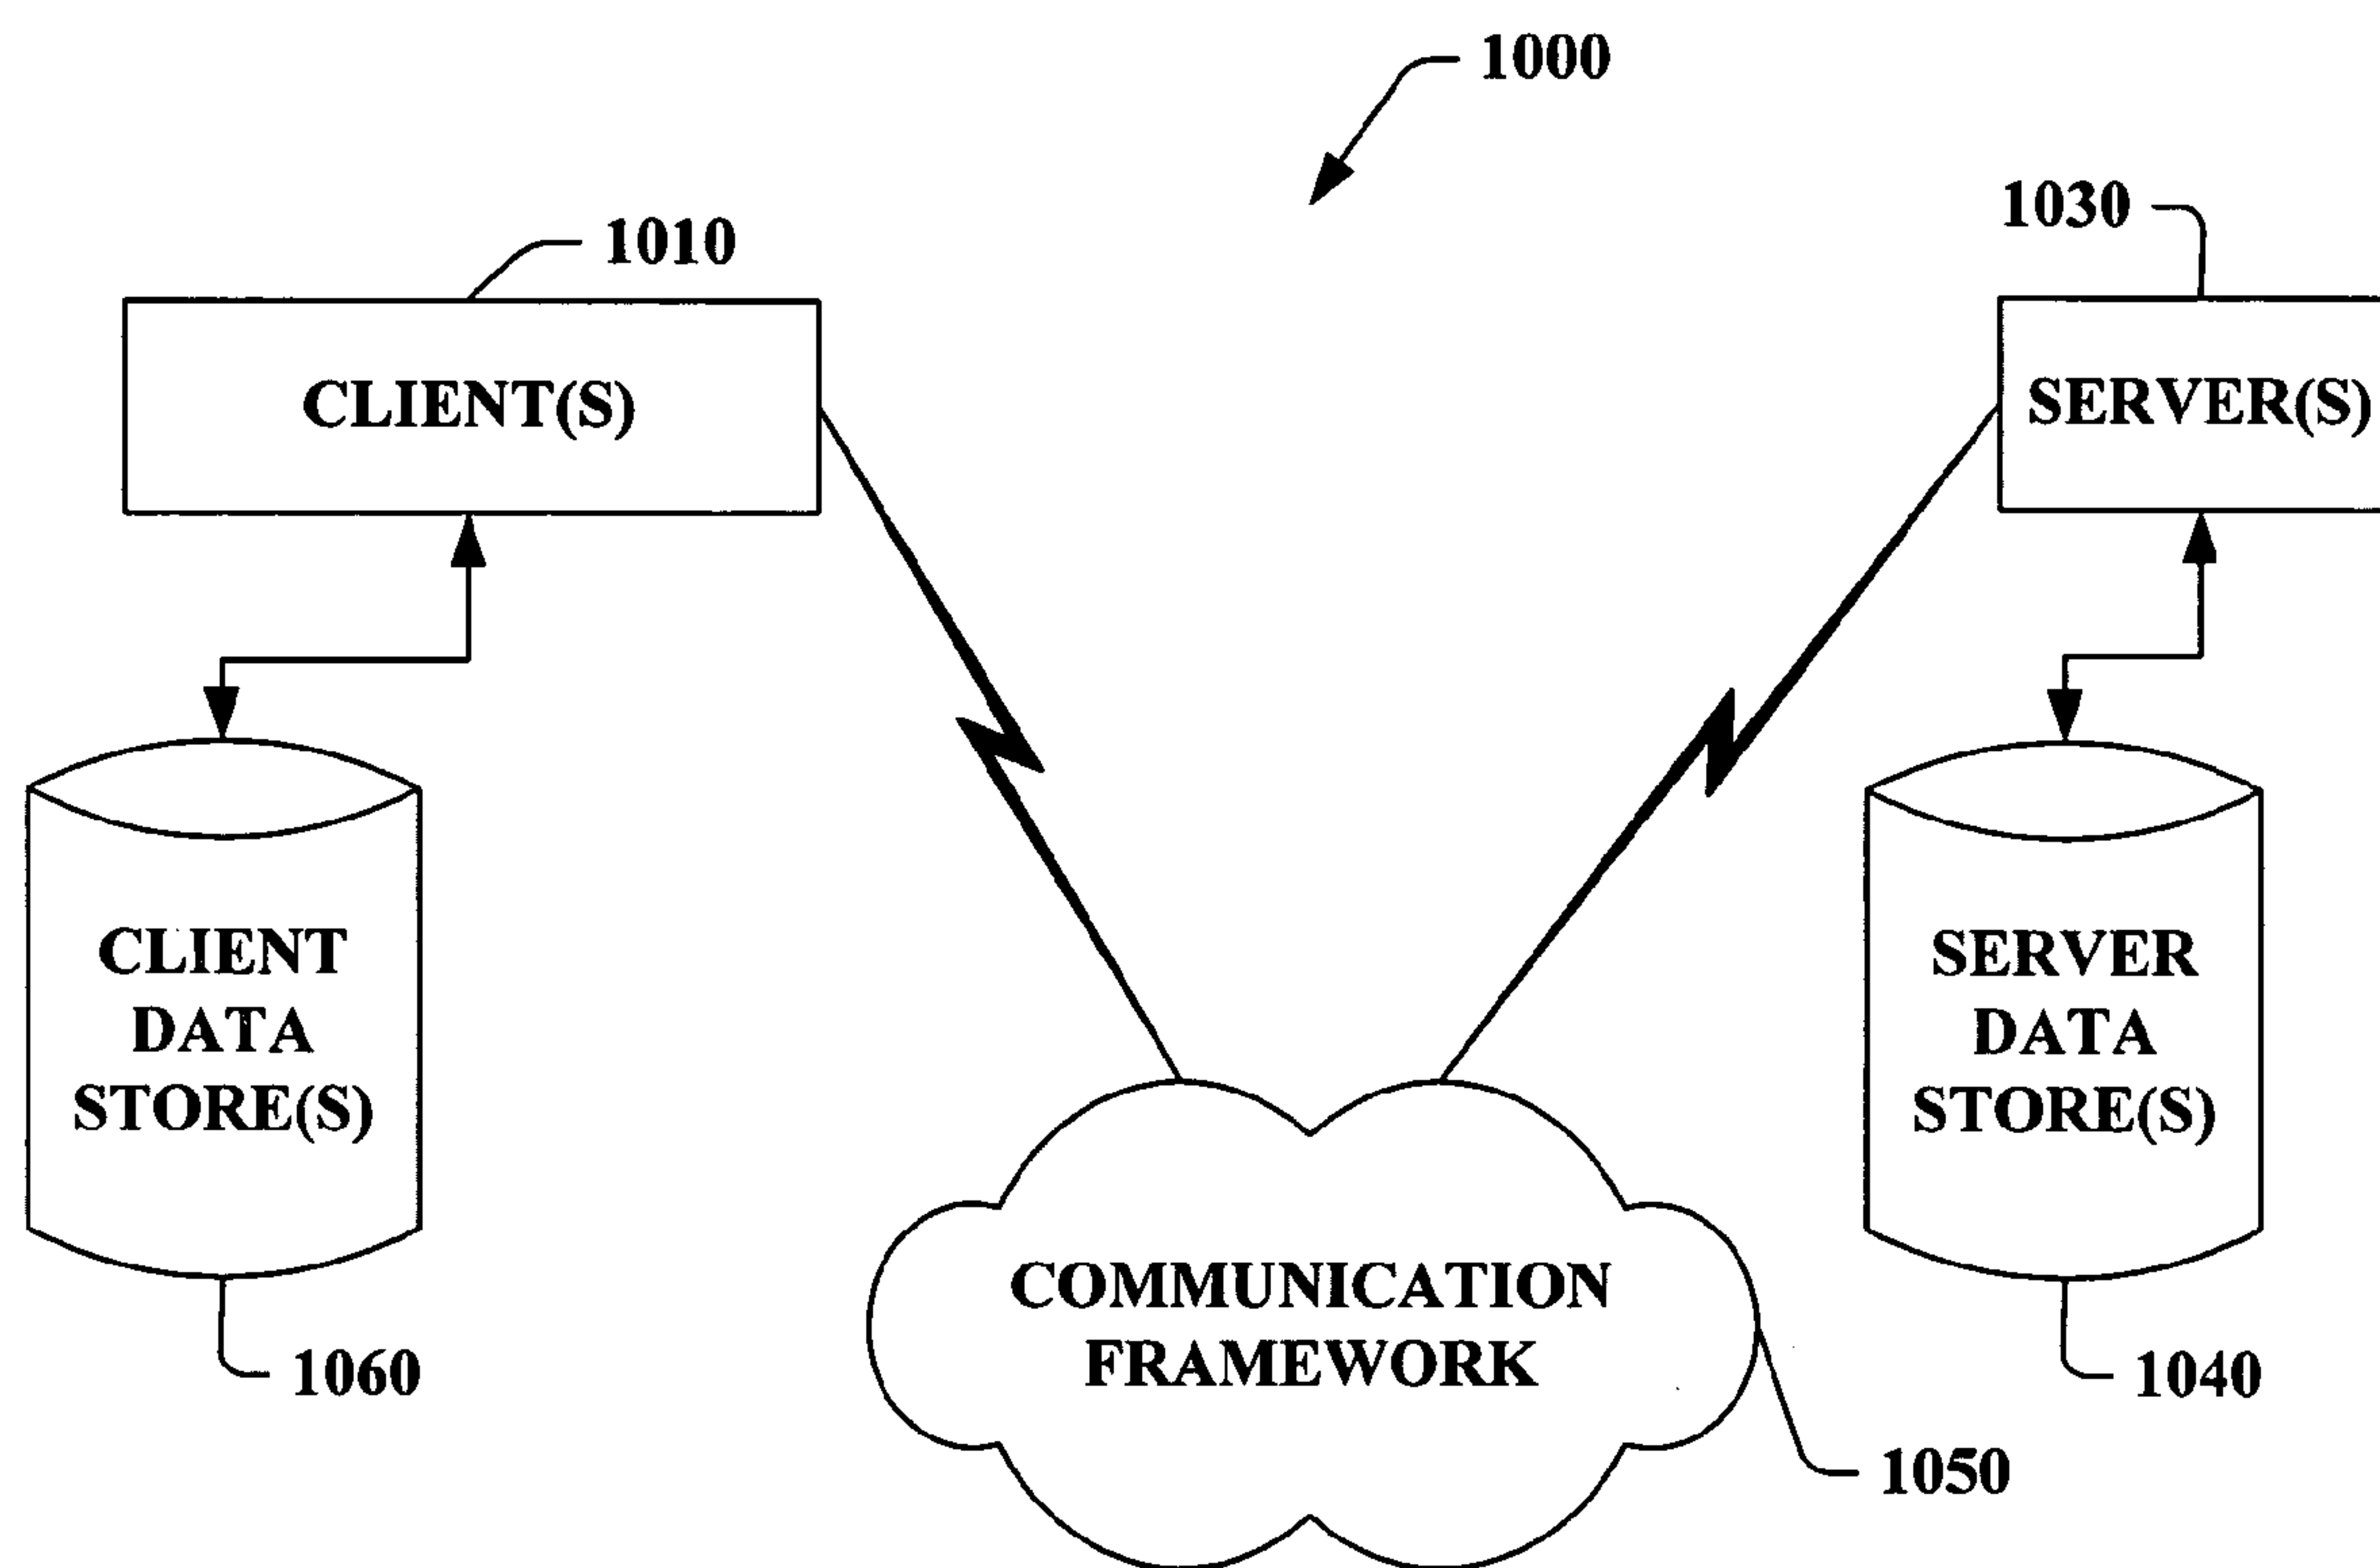 1000
1010
1030
CLIENT(S)
SERVER(S)
CLIENT
DATA
STORE(S)
SERVER
DATA
STORE(S)
COMMUNICATION
FRAMEWORK
1060
1040
1050